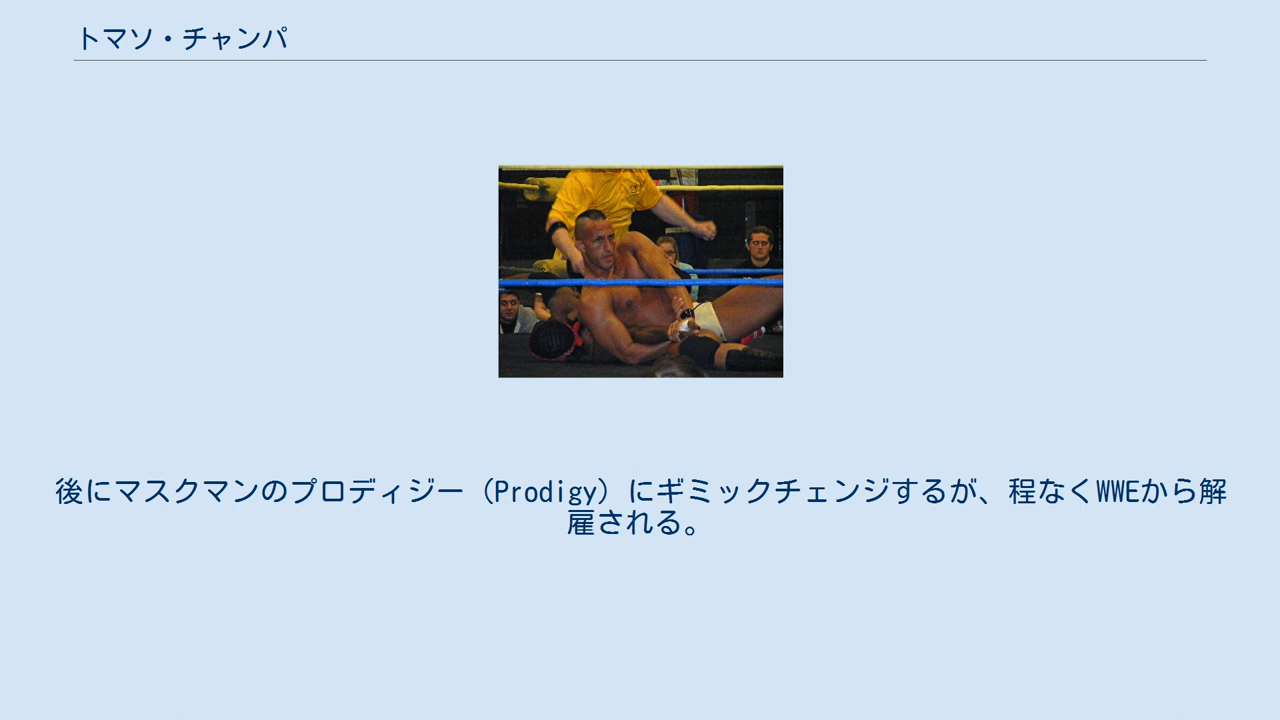 トマソ・チャンパ
後にマスクマンのプロディジー（Prodigy）にギミックチェンジするが、程なくWWEから解
雇される。